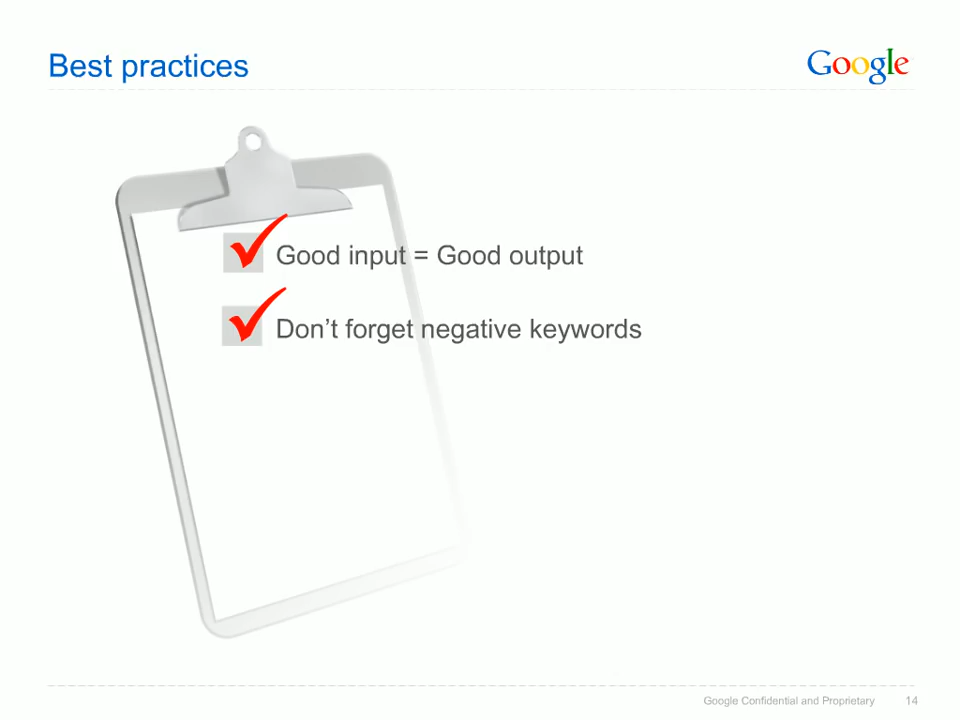 Best practices
Google
Good input = Good output
Don’t forget negative keywords
Google Confidential and Proprietary 14